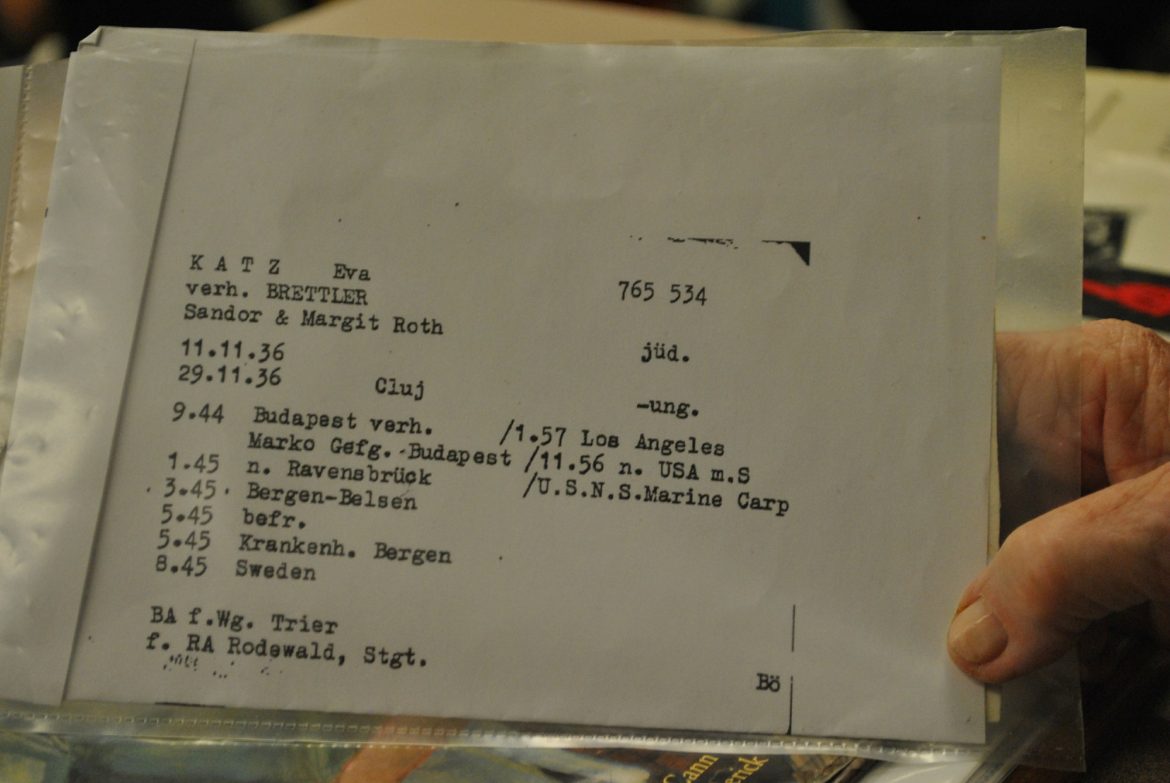 K A T Z Eva
verh. BRETTLER
765 534
Sandor & Margit Roth
11.11.36
jüd.
29.11.36 Cluj
-ung.
9.44 Budapest verh. /1.57 Los Angeles
Marko Gefg. Budapest /11.56 n. USA m.S
1.45 n. Ravensbrück /U.S.N.S.Marine Carp
3.45 Bergen-Belsen
5.45 befr.
5.45 Krankenh. Bergen
8.45 Sweden
BA f.Wg. Trier
f. RA Rodewald, Stgt.
Bö
Cann
erick